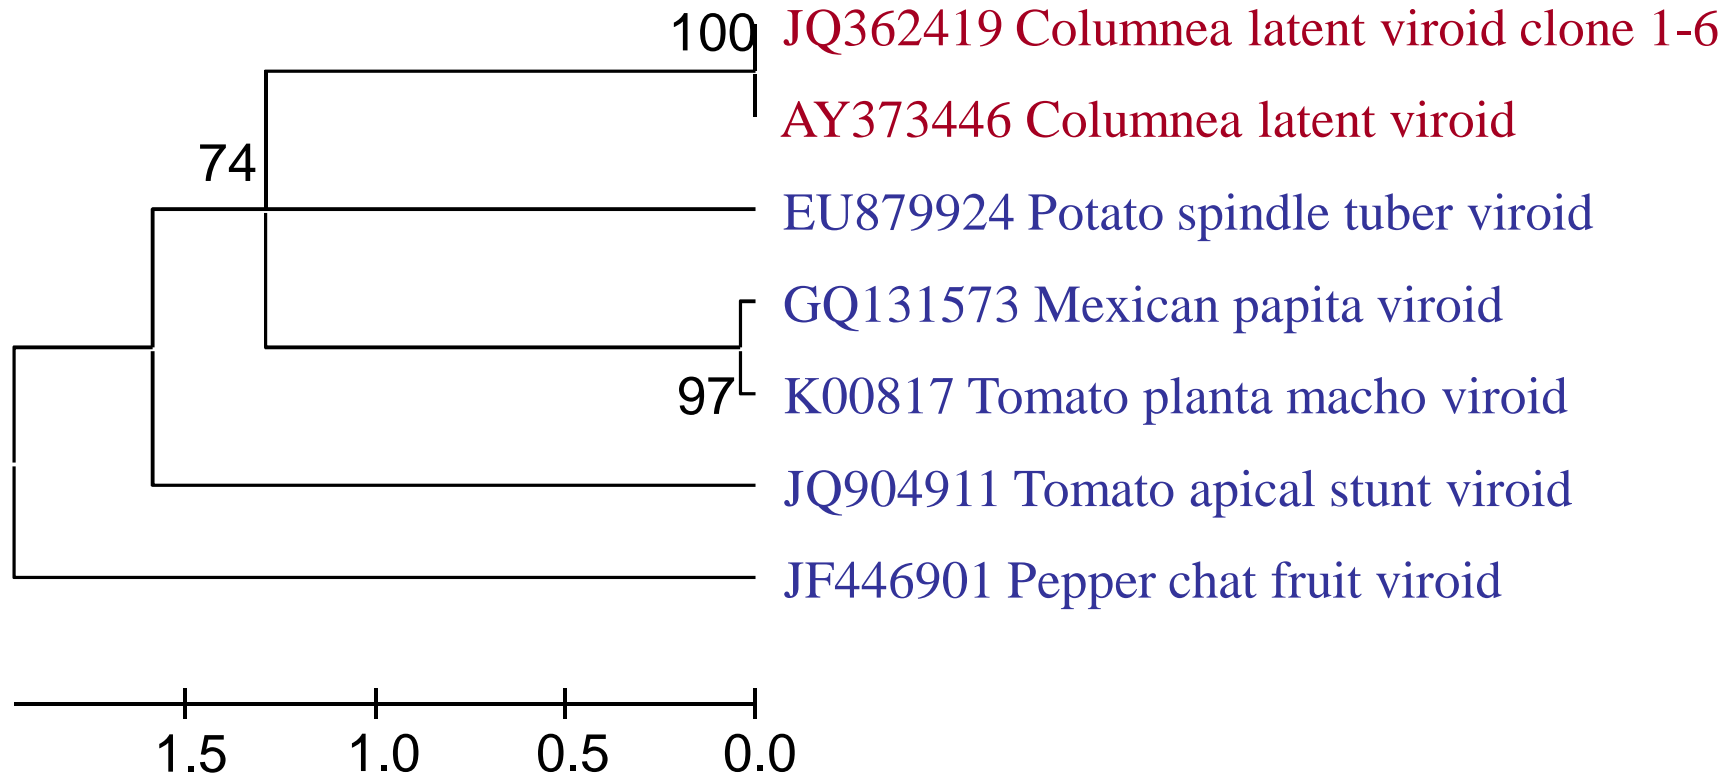 100 JQ362419 Columnea latent viroid clone 1-6
AY373446 Columnea latent viroid
74
EU879924 Potato spindle tuber viroid
GQ131573 Mexican papita viroid
97 K00817 Tomato planta macho viroid
JQ904911 Tomato apical stunt viroid
JF446901 Pepper chat fruit viroid
1.5 1.0 0.5 0.0